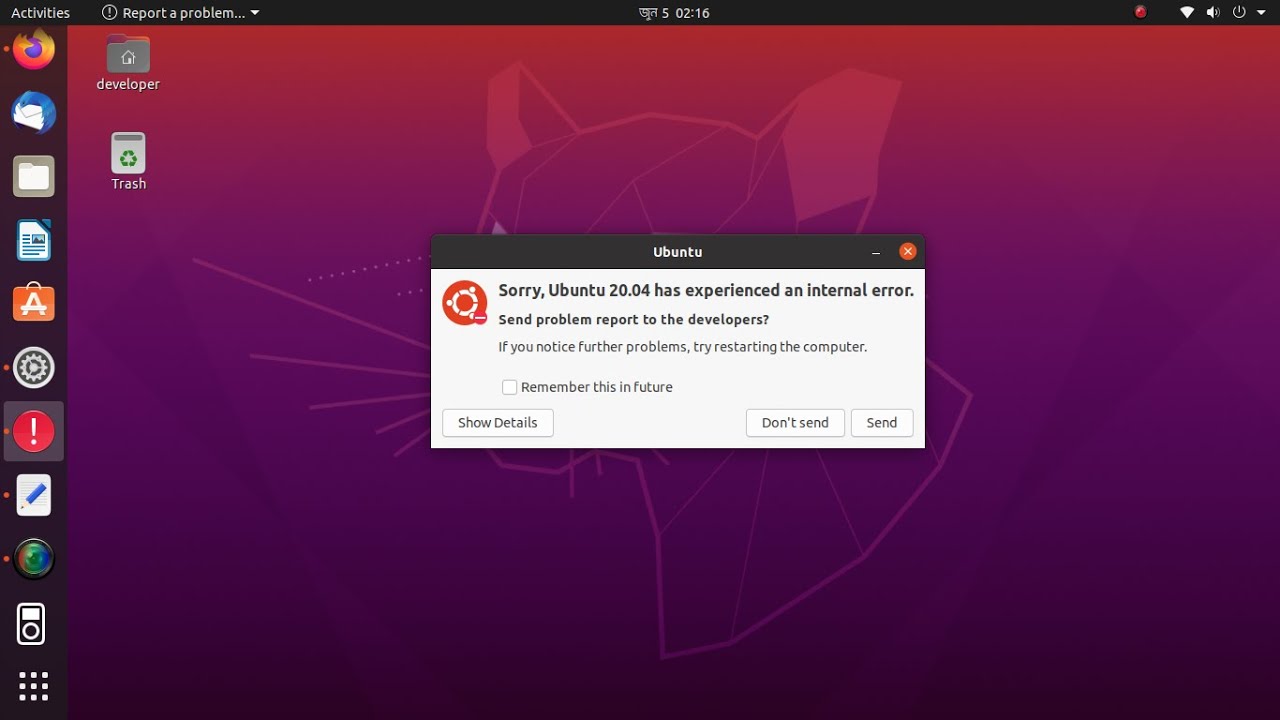 Activities
Report a problem...
जुन 5 02:16
developer
Trash
Ubuntu
Sorry, Ubuntu 20.04 has experienced an internal error.
Send problem report to the developers?
If you notice further problems, try restarting the computer.
Remember this in future
Show Details
Don't send
Send